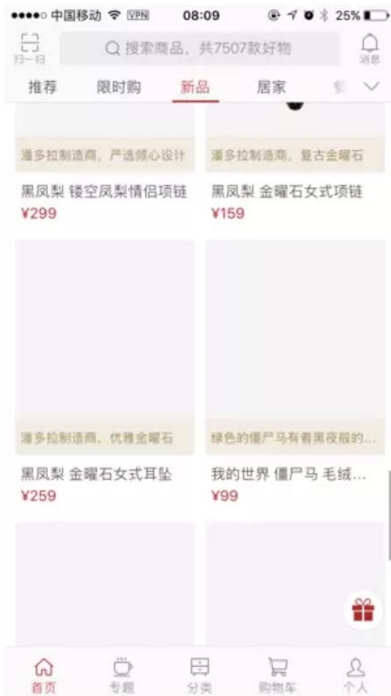 中国移动 VPN 08:09 25%
扫一扫 搜索商品，共7507款好物 消息
推荐 限时购 新品 居家
潘多拉制造商，严选倾心设计 潘多拉制造商，复古金曜石
黑凤梨 镂空凤梨情侣项链 黑凤梨 金曜石女式项链
¥299 ¥159
潘多拉制造商，优雅金曜石 绿色的僵尸马有着黑夜般的...
黑凤梨 金曜石女式耳坠 我的世界 僵尸马 毛绒...
¥259 ¥99
首页 专题 分类 购物车 个人